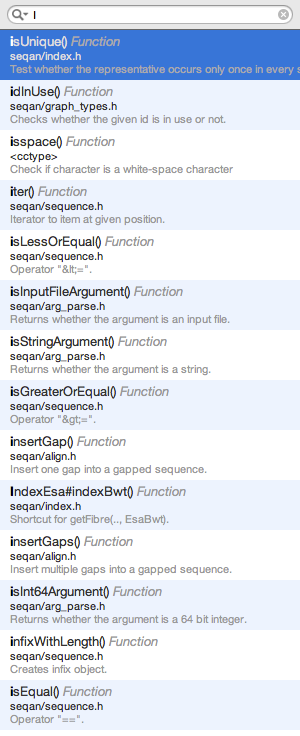 I
isUnique() Function
seqan/index.h
Test whether the representative occurs only once in every s
idInUse() Function
seqan/graph_types.h
Checks whether the given id is in use or not.
isspace() Function
<cctype>
Check if character is a white-space character
iter() Function
seqan/sequence.h
Iterator to item at given position.
isLessOrEqual() Function
seqan/sequence.h
Operator "&lt;=".
isInputFileArgument() Function
seqan/arg_parse.h
Returns whether the argument is an input file.
isStringArgument() Function
seqan/arg_parse.h
Returns whether the argument is a string.
isGreaterOrEqual() Function
seqan/sequence.h
Operator "&gt;=".
insertGap() Function
seqan/align.h
Insert one gap into a gapped sequence.
IndexEsa#indexBwt() Function
seqan/index.h
Shortcut for getFibre(.., EsaBwt).
insertGaps() Function
seqan/align.h
Insert multiple gaps into a gapped sequence.
isInt64Argument() Function
seqan/arg_parse.h
Returns whether the argument is a 64 bit integer.
infixWithLength() Function
seqan/sequence.h
Creates infix object.
isEqual() Function
seqan/sequence.h
Operator "==".